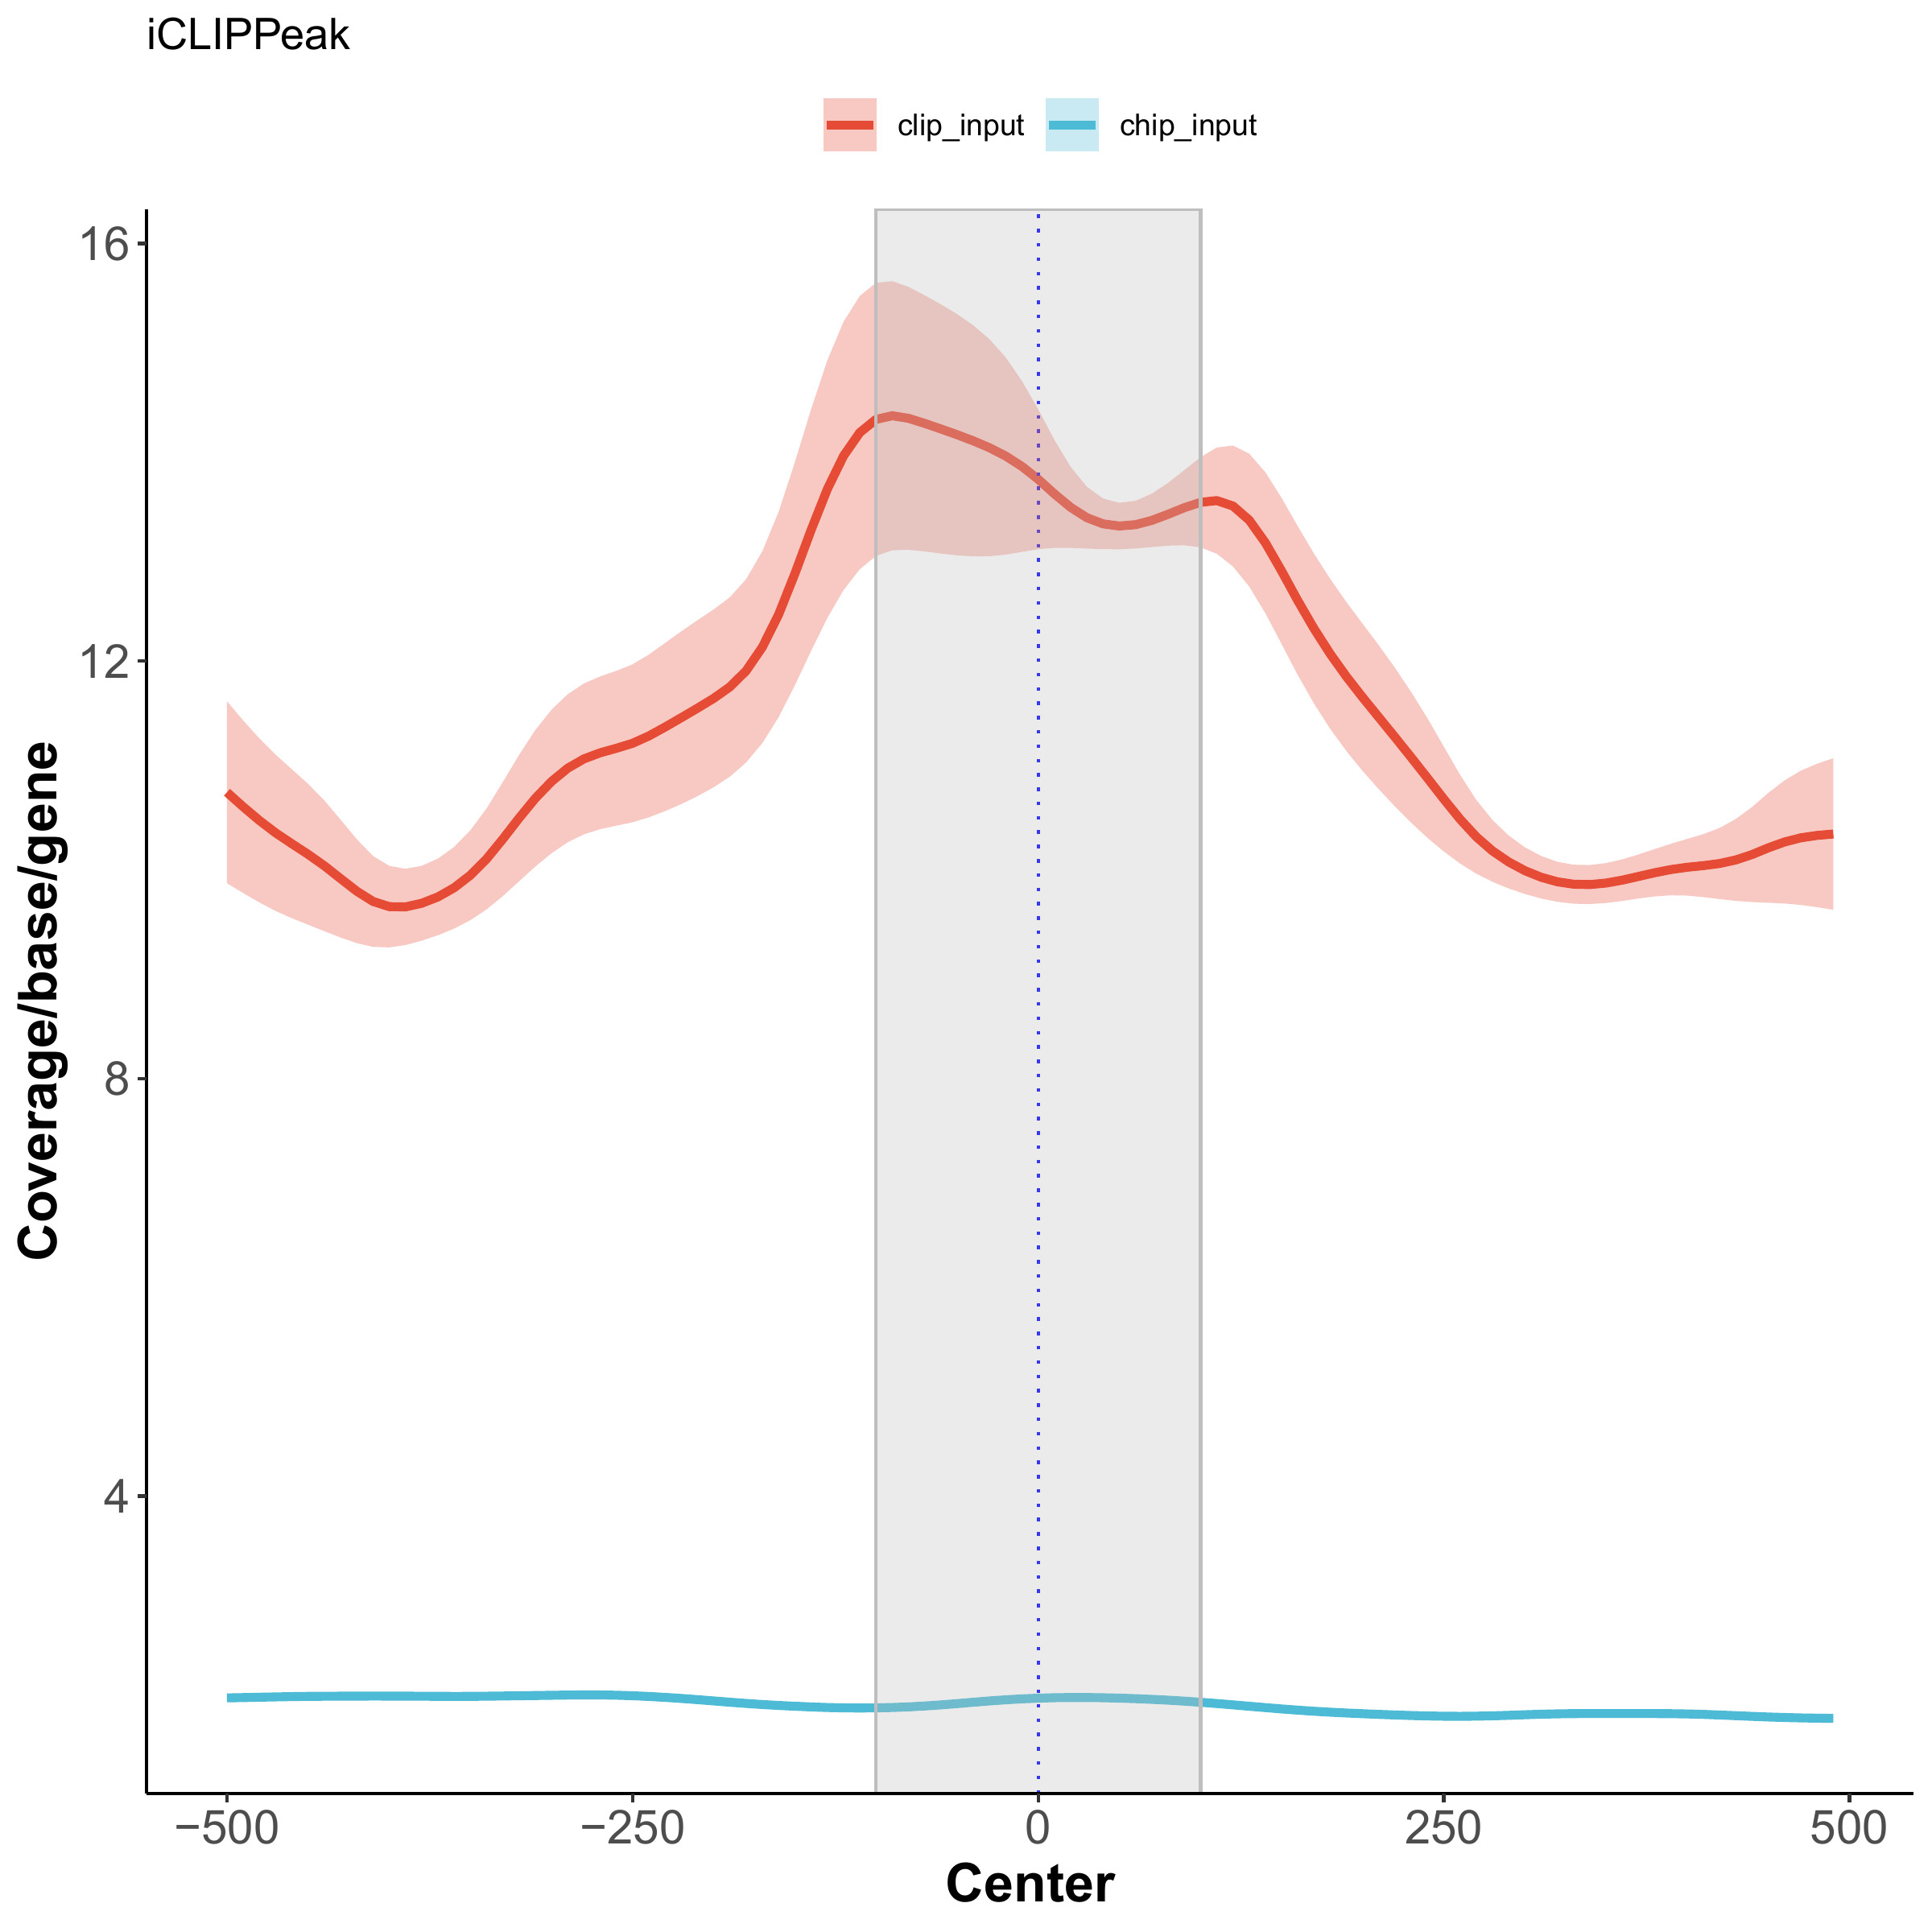 iCLIPPeak
clip_input chip_input
16
12
8
4
Coverage/base/gene
−500 −250 0 250 500
Center